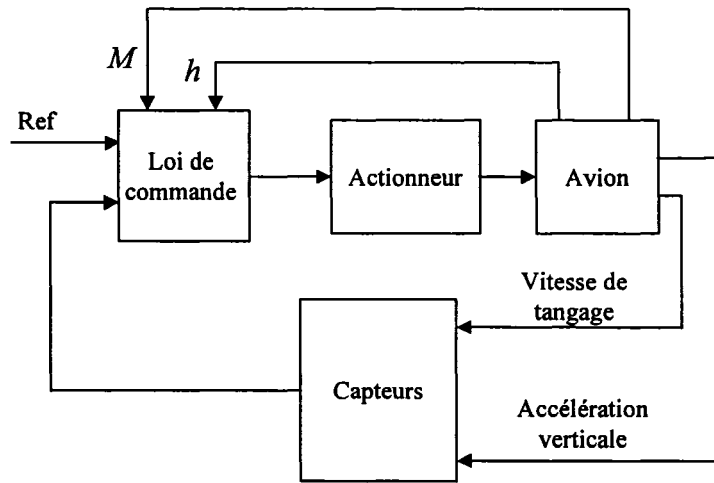 M
h
Ref
Loi de
commande
Actionneur
Avion
Vitesse de
tangage
Capteurs
Accélération
verticale